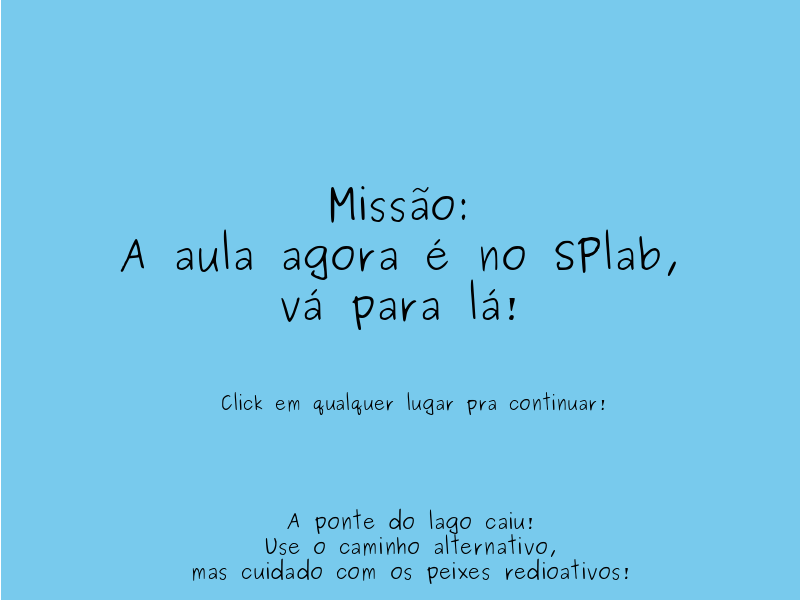 Missão:
A aula agora é no SPlab,
vá para lá!
Click em qualquer lugar pra continuar!
A ponte do lago caiu!
Use o caminho alternativo,
mas cuidado com os peixes redioativos!